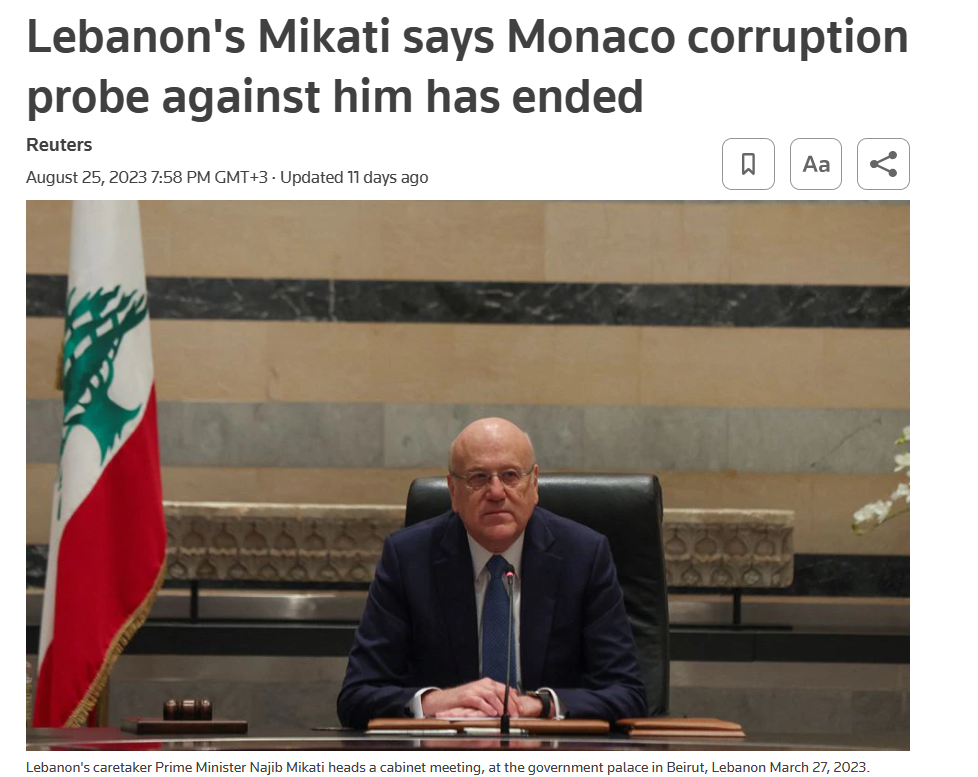 Lebanon's Mikati says Monaco corruption
probe against him has ended
Reuters
August 25, 2023 7:58 PM GMT+3 · Updated 11 days ago
Aa
Lebanon's caretaker Prime Minister Najib Mikati heads a cabinet meeting, at the government palace in Beirut, Lebanon March 27, 2023.